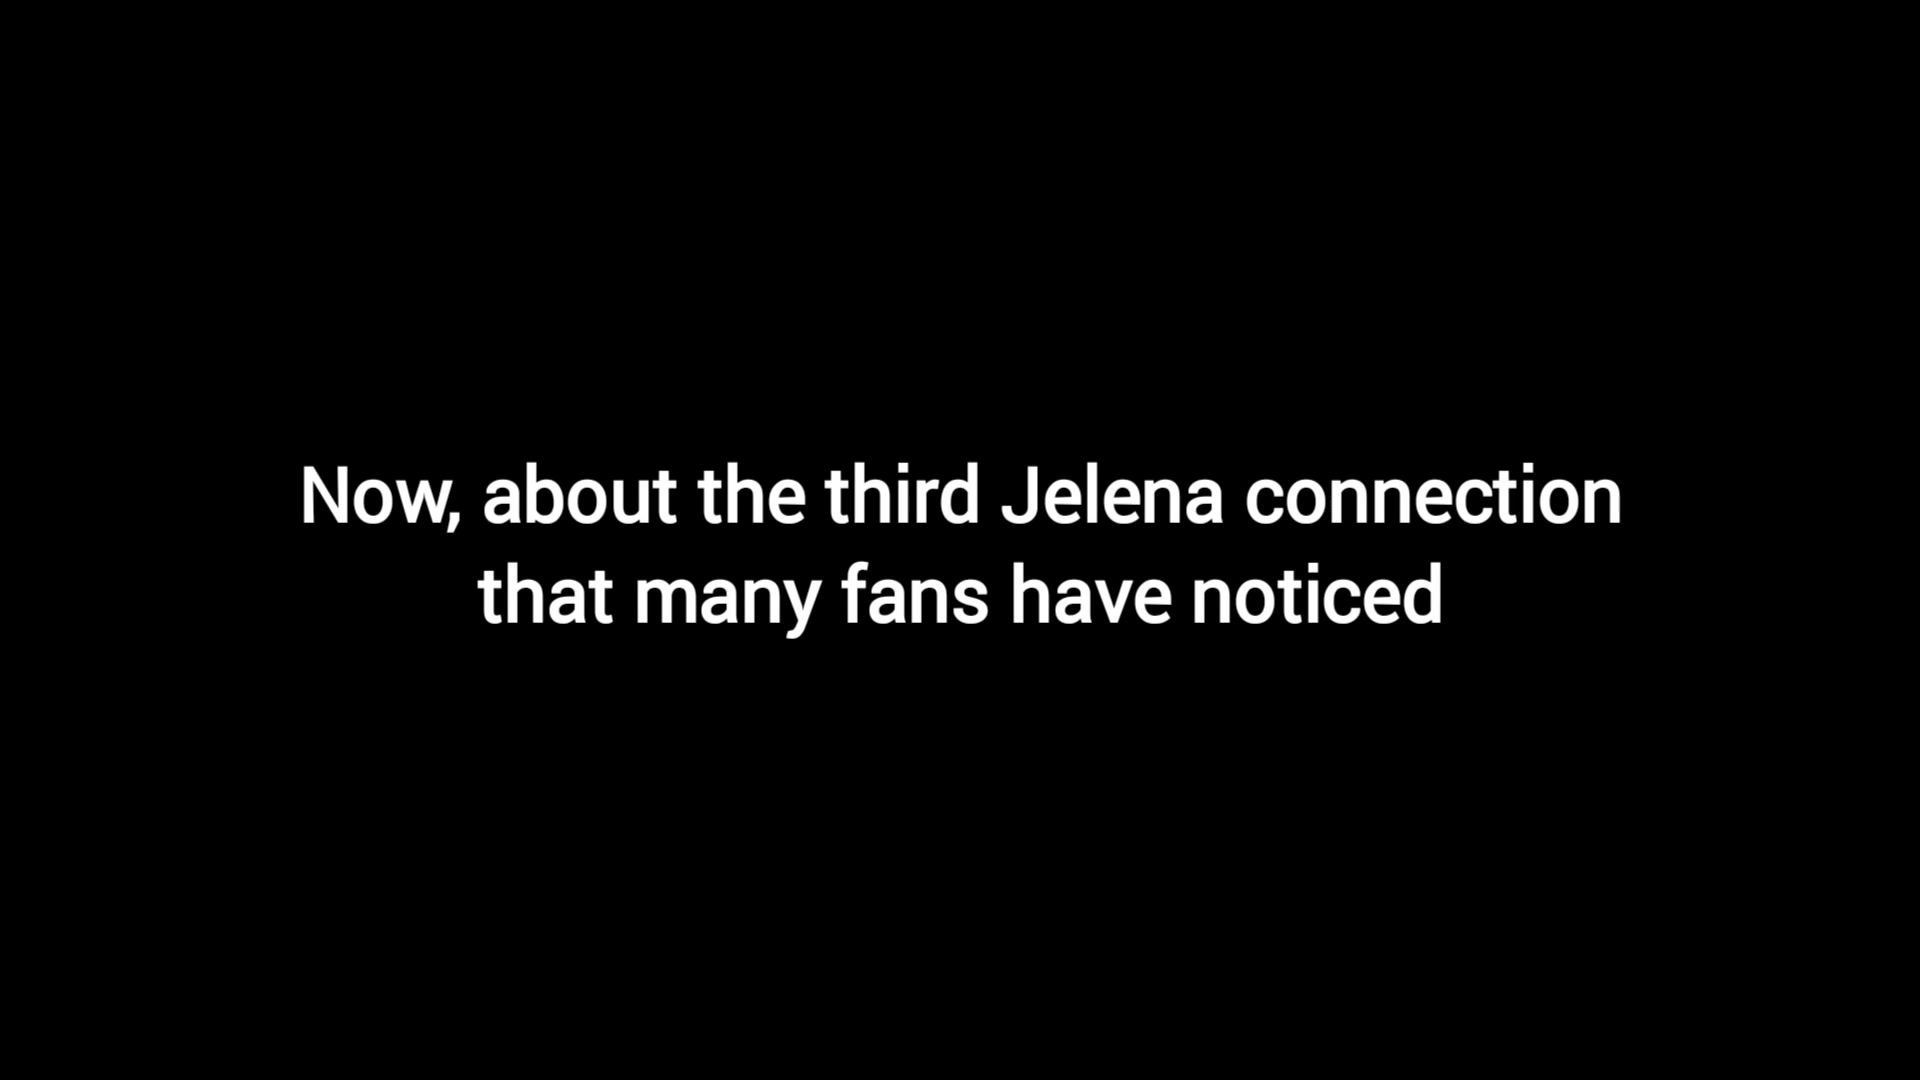 Now, about the third Jelena connection
that many fans have noticed